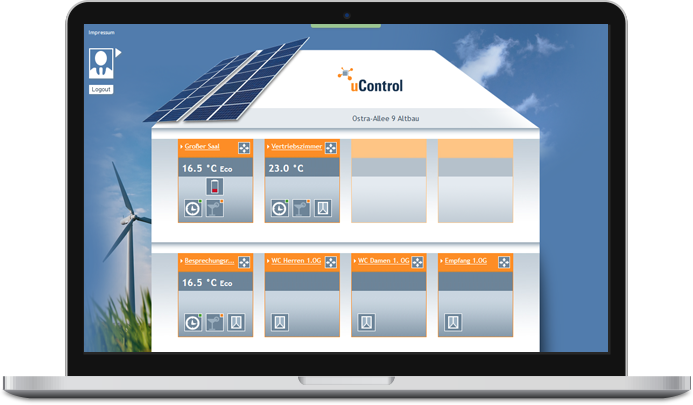 Impressum
Logout
uControl
Ostra-Allee 9 Altbau
Großer Saal
Vertriebszimmer
16.5 °C Eco
23.0 °C
Besprechungsr...
WC Herren 1.OG
WC Damen 1. OG
Empfang 1.OG
16.5 °C Eco